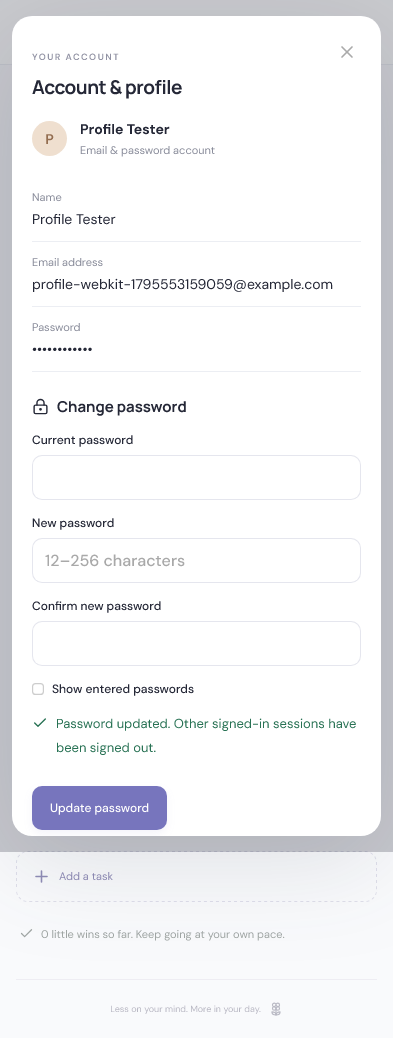 YOUR ACCOUNT
Account & profile
P
Profile Tester
Email & password account
Name
Profile Tester
Email address
profile-webkit-1795553159059@example.com
Password
••••••••••••
Change password
Current password
New password
12–256 characters
Confirm new password
Show entered passwords
Password updated. Other signed-in sessions have
been signed out.
Update password
Add a task
0 little wins so far. Keep going at your own pace.
Less on your mind. More in your day.